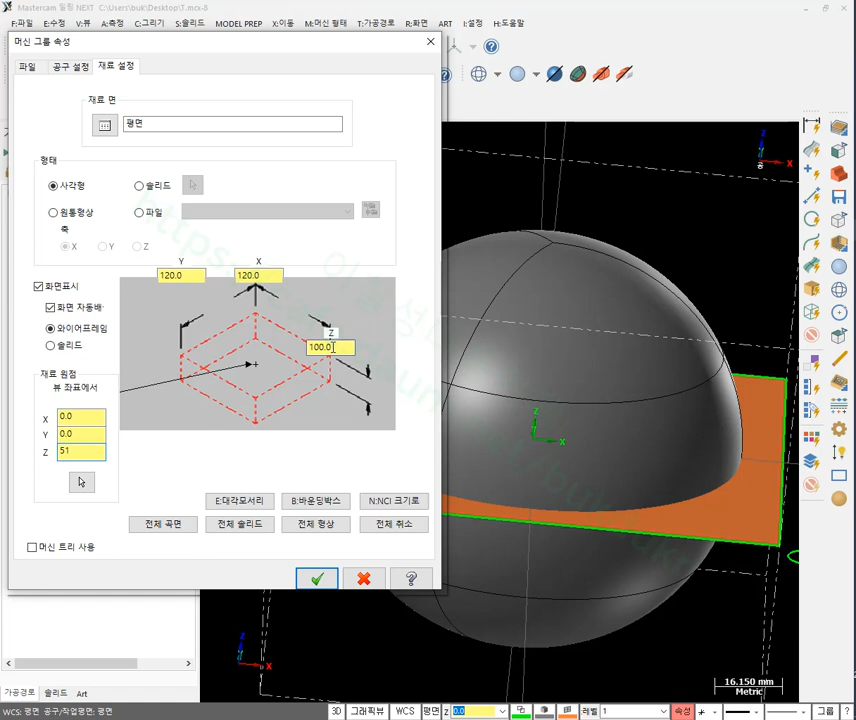 Mastercam 밀링 NEXT C:\Users\buk\Desktop\T.mcx-8
F:파일 E:수정 V:뷰 A:측정 C:그리기 S:솔리드 MODEL PREP X:이동 M:머신 형태 T:가공경로 R:화면 ART I:설정 H:도움말
머신 그룹 속성
파일 공구 설정 재료 설정
재료 면
평면
형태
사각형 솔리드
원통형상 파일
축
X Y Z
Y X
120.0 120.0
화면표시
화면 자동배
와이어프레임
솔리드
Z
100.0
재료 원점
뷰 좌표에서
X 0.0
Y 0.0
Z 51
E:대각모서리 B:바운딩박스 N:NCI 크기로
전체 곡면 전체 솔리드 전체 형상 전체 취소
머신 트리 사용
Z
X
Z
X
Z
X
16.150 mm
Metric
가공경로 솔리드 Art
WCS: 평면 공구/작업평면: 평면
3D 그래픽뷰 WCS 평면 Z 0.0 레벨 1 속성 그룹 ?